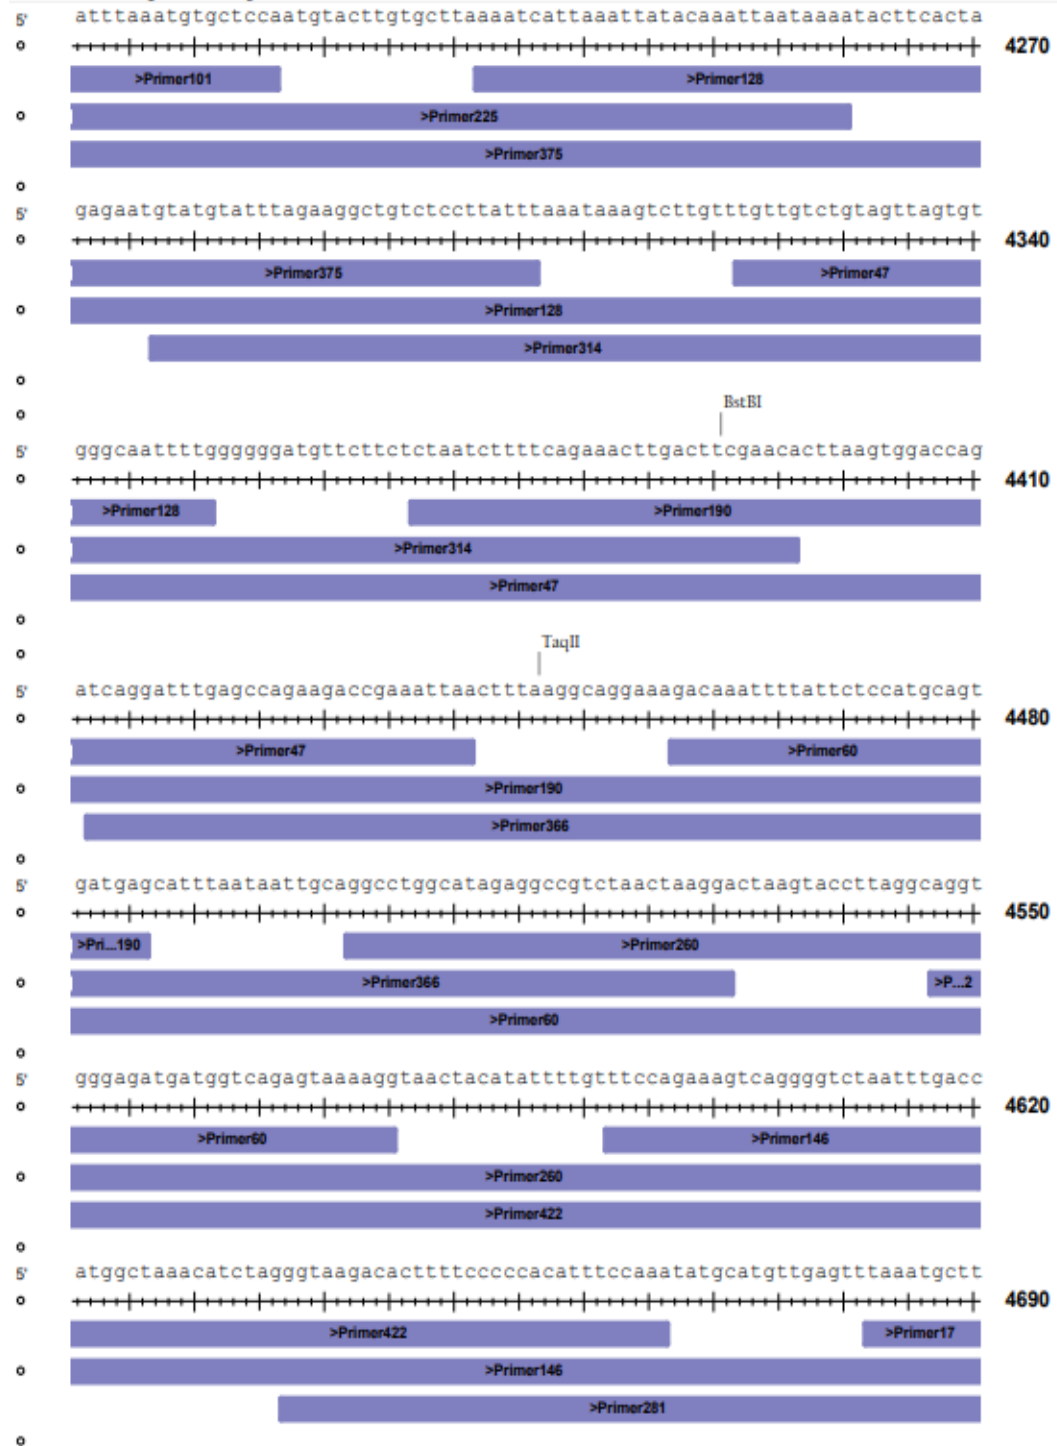 5' atttaaatgtgctccaatgtacttgtgcttaaaatcattaaattatacaaattaataaaatacttcacta
4270
>Primer101 >Primer128
>Primer225
>Primer375
5' gagaatgtatgtatttagaaggctgtctccttatttaaataaagtcttgtttgttgtctgtagttagtgt
4340
>Primer375 >Primer47
>Primer128
>Primer314
BstBI
5' gggcaattttggggggatgttcttctctaatcttttcagaaacttgacttcgaacacttaagtggaccag
4410
>Primer128 >Primer190
>Primer314
>Primer47
TaqII
5' atcaggatttgagccagaagaccgaaattaactttaaggcaggaaagacaaattttattctccatgcagt
4480
>Primer47 >Primer60
>Primer190
>Primer366
5' gatgagcatttaataattgcaggcctggcatagaggccgtctaactaaggactaagtaccttaggcaggt
4550
>Pri...190 >Primer260
>Primer366 >P...2
>Primer60
5' gggagatgatggtcagagtaaaaggtaactacatattttgtttccagaaagtcaggggtctaatttgacc
4620
>Primer60 >Primer146
>Primer260
>Primer422
5' atggctaaacatctagggtaagacacttttcccccacatttccaaatatgcatgttgagtttaaatgctt
4690
>Primer422 >Primer17
>Primer146
>Primer281